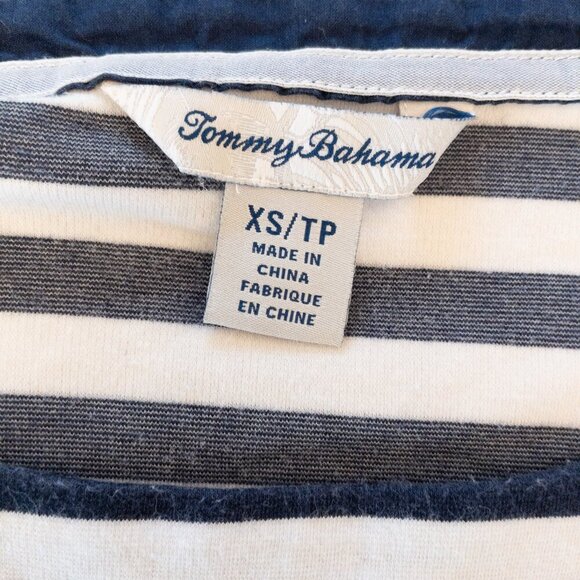 Tommy Bahama
XS/TP
MADE IN
CHINA
FABRIQUE
EN CHINE